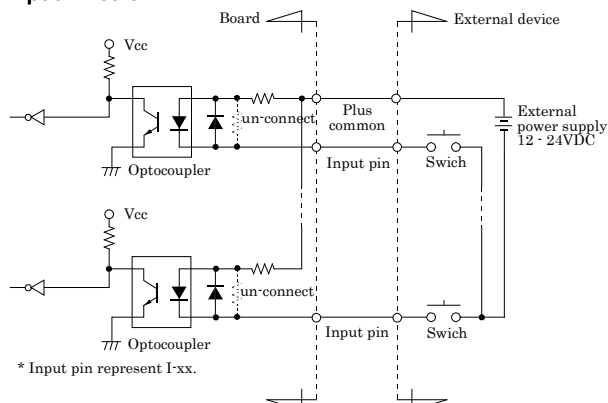 Board
External device
Vcc
un-connect
Plus
common
External
power supply
12 - 24VDC
Input pin
Swich
Optocoupler
Vcc
un-connect
Input pin
Swich
Optocoupler
* Input pin represent I-xx.